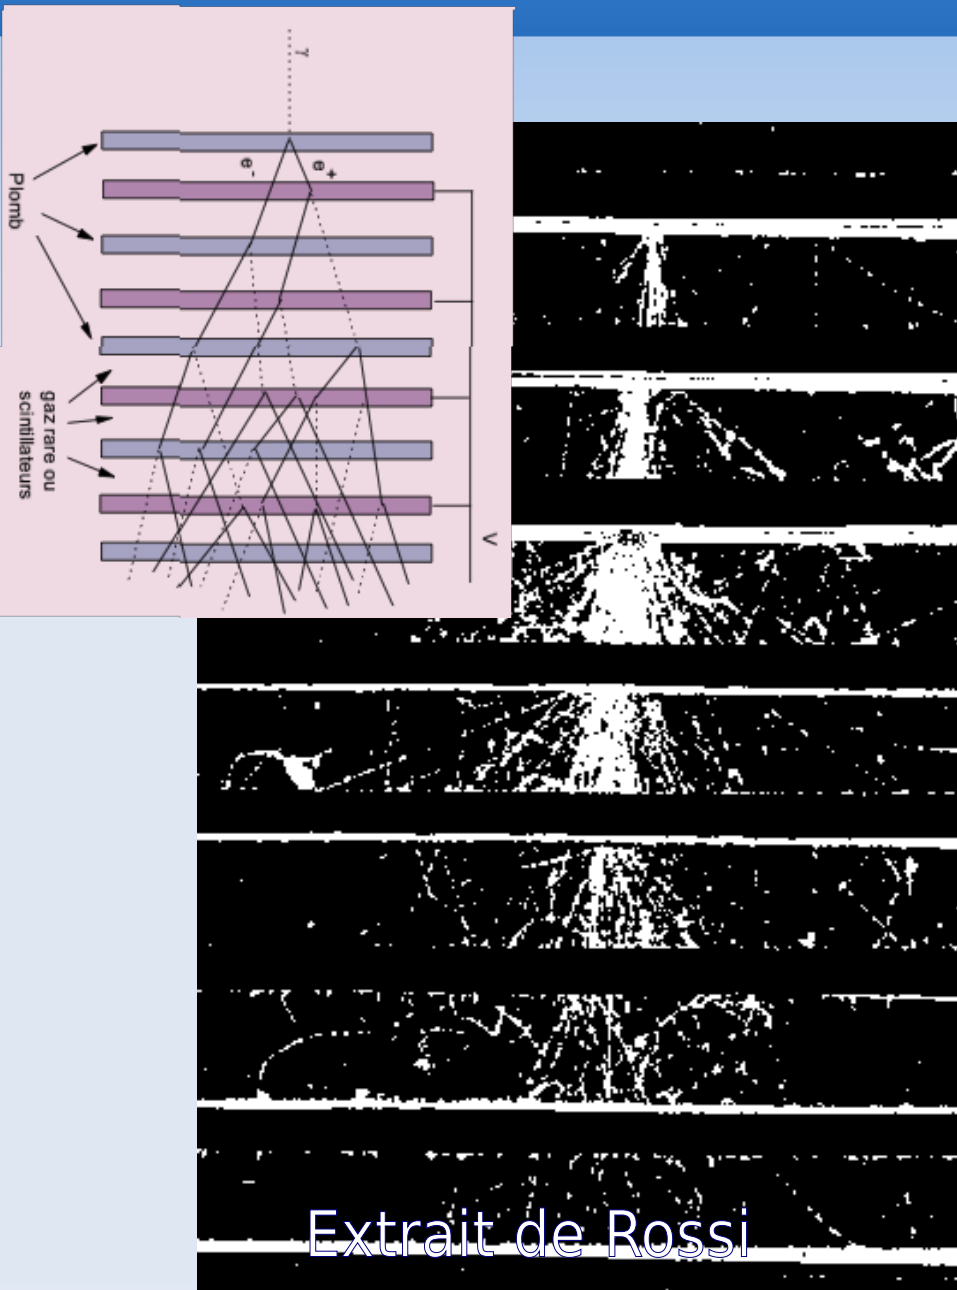 γ
e-
e+
Plomb
gaz rare ou
scintillateurs
V
Extrait de Rossi